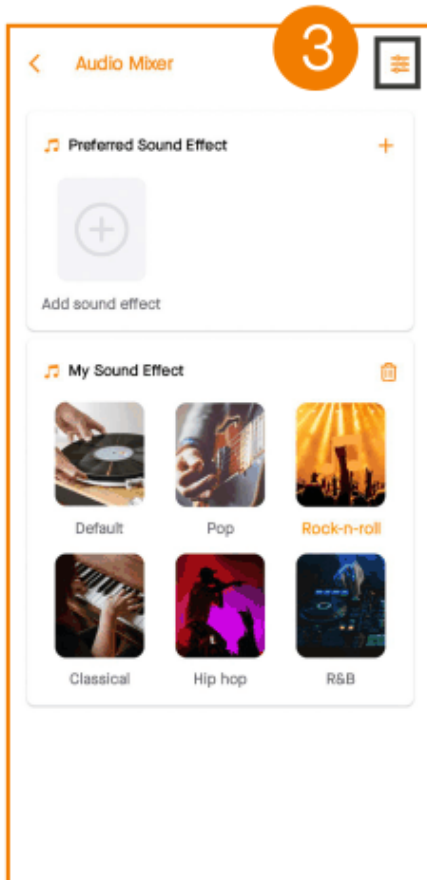 3
Audio Mixer
Preferred Sound Effect
Add sound effect
My Sound Effect
Default Pop Rock-n-roll
Classical Hip hop R&B